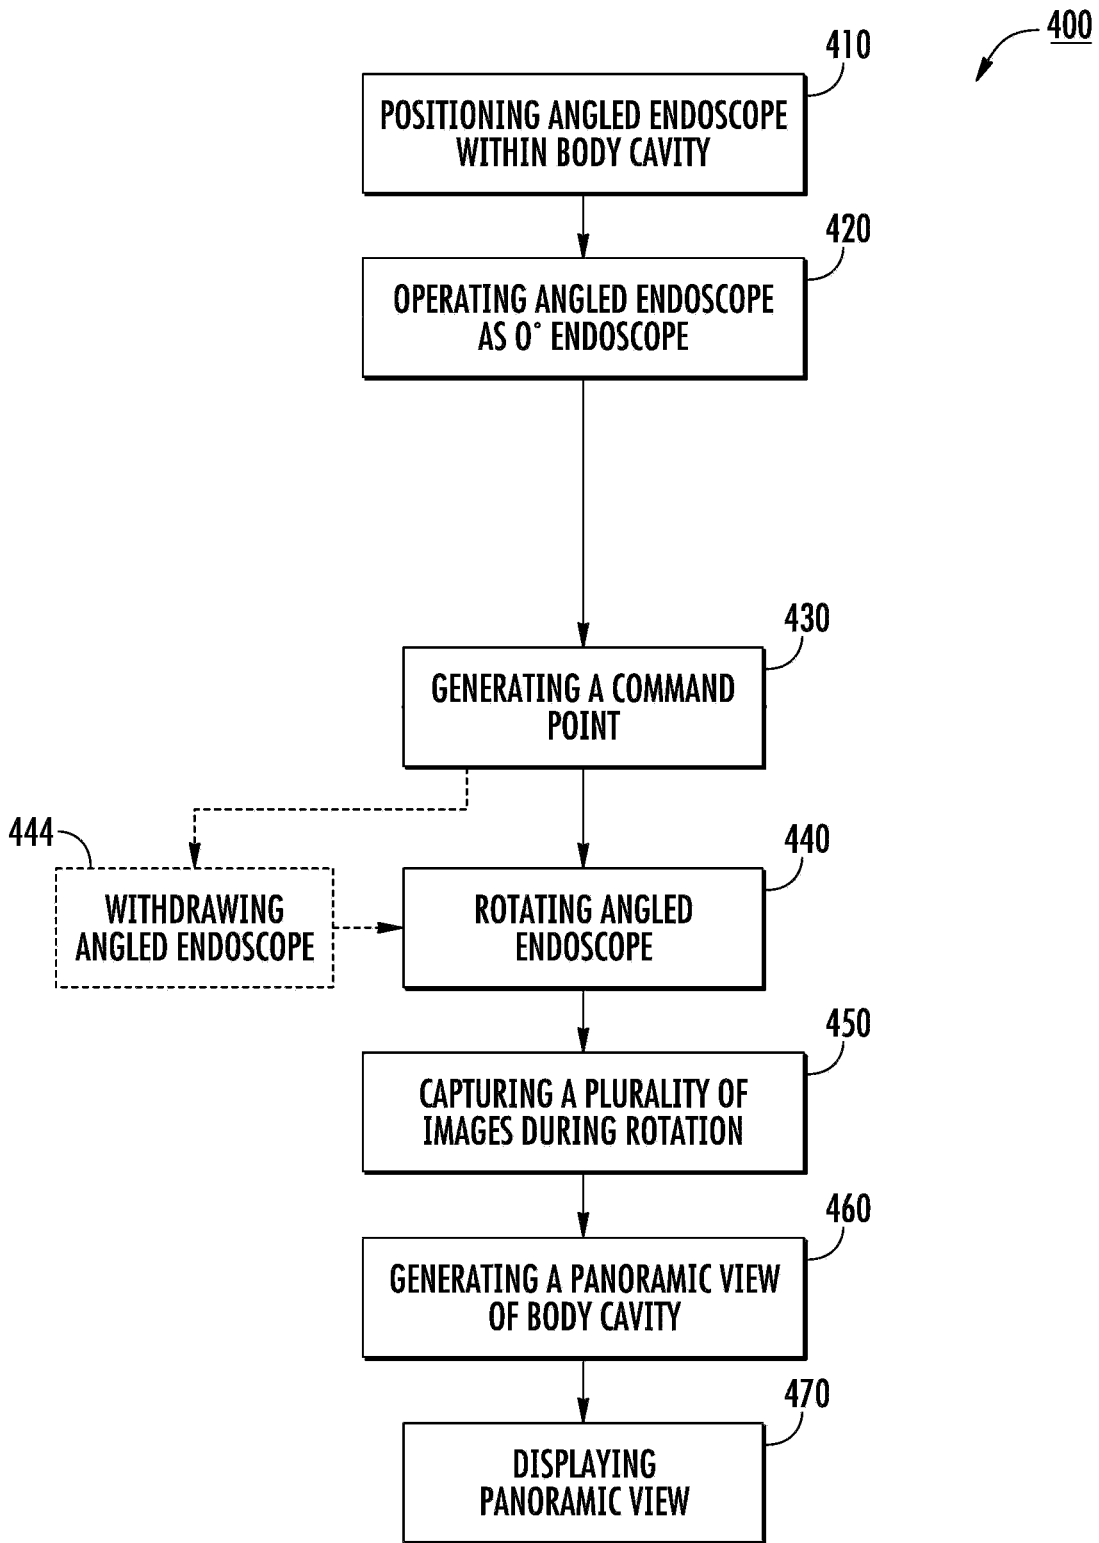 400
410
POSITIONING ANGLED ENDOSCOPE
WITHIN BODY CAVITY
420
OPERATING ANGLED ENDOSCOPE
AS 0° ENDOSCOPE
430
GENERATING A COMMAND
POINT
444
WITHDRAWING
ANGLED ENDOSCOPE
440
ROTATING ANGLED
ENDOSCOPE
450
CAPTURING A PLURALITY OF
IMAGES DURING ROTATION
460
GENERATING A PANORAMIC VIEW
OF BODY CAVITY
470
DISPLAYING
PANORAMIC VIEW